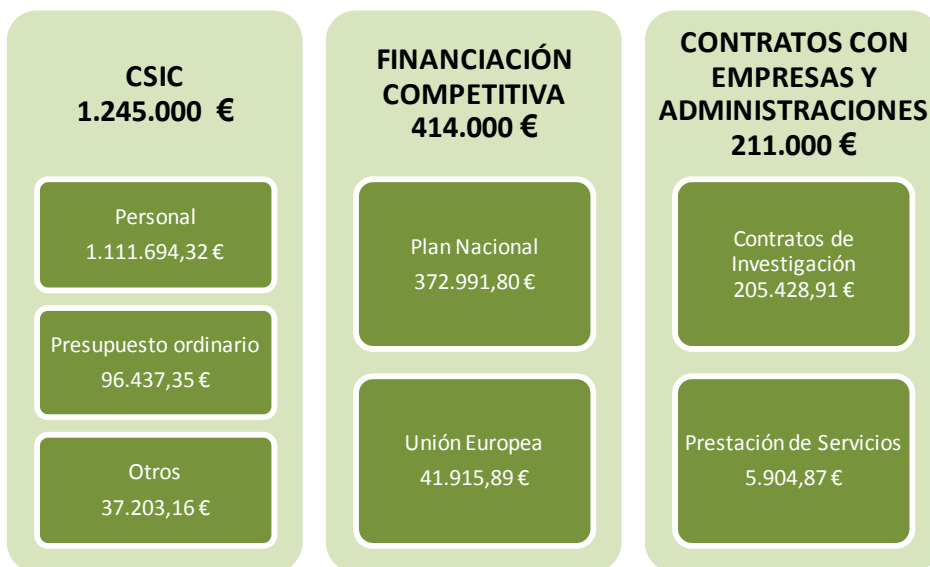 CSIC
1.245.000 €
Personal
1.111.694,32 €
Presupuesto ordinario
96.437,35 €
Otros
37.203,16 €
FINANCIACIÓN
COMPETITIVA
414.000 €
Plan Nacional
372.991,80 €
Unión Europea
41.915,89 €
CONTRATOS CON
EMPRESAS Y
ADMINISTRACIONES
211.000 €
Contratos de
Investigación
205.428,91 €
Prestación de Servicios
5.904,87 €